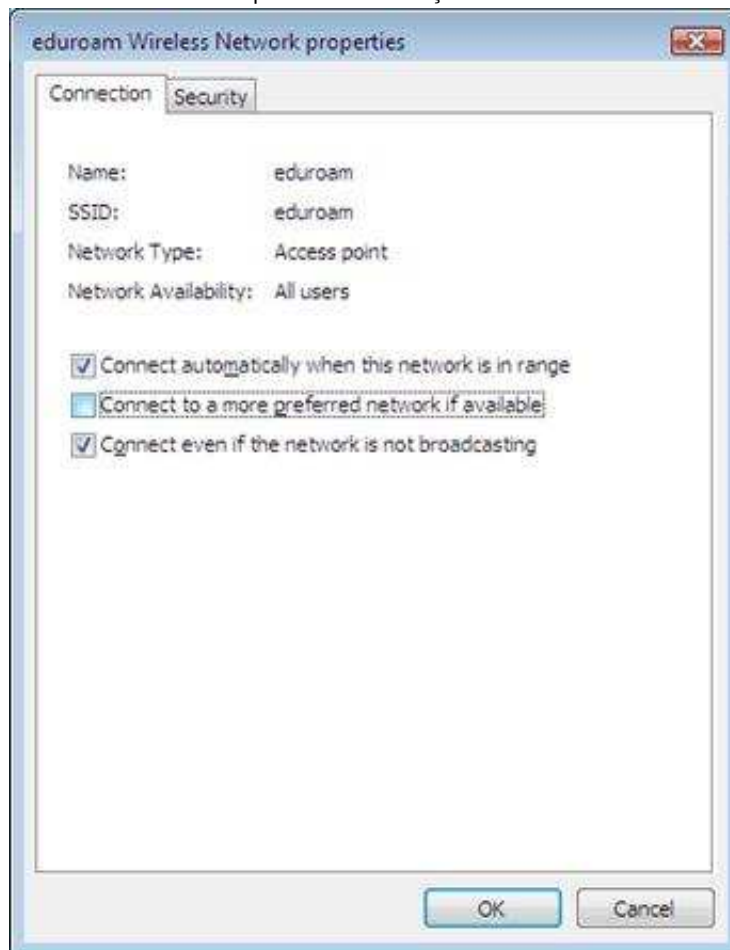 eduroam Wireless Network properties
Connection Security
Name: eduroam
SSID: eduroam
Network Type: Access point
Network Availability: All users
Connect automatically when this network is in range
Connect to a more preferred network if available
Connect even if the network is not broadcasting
OK Cancel